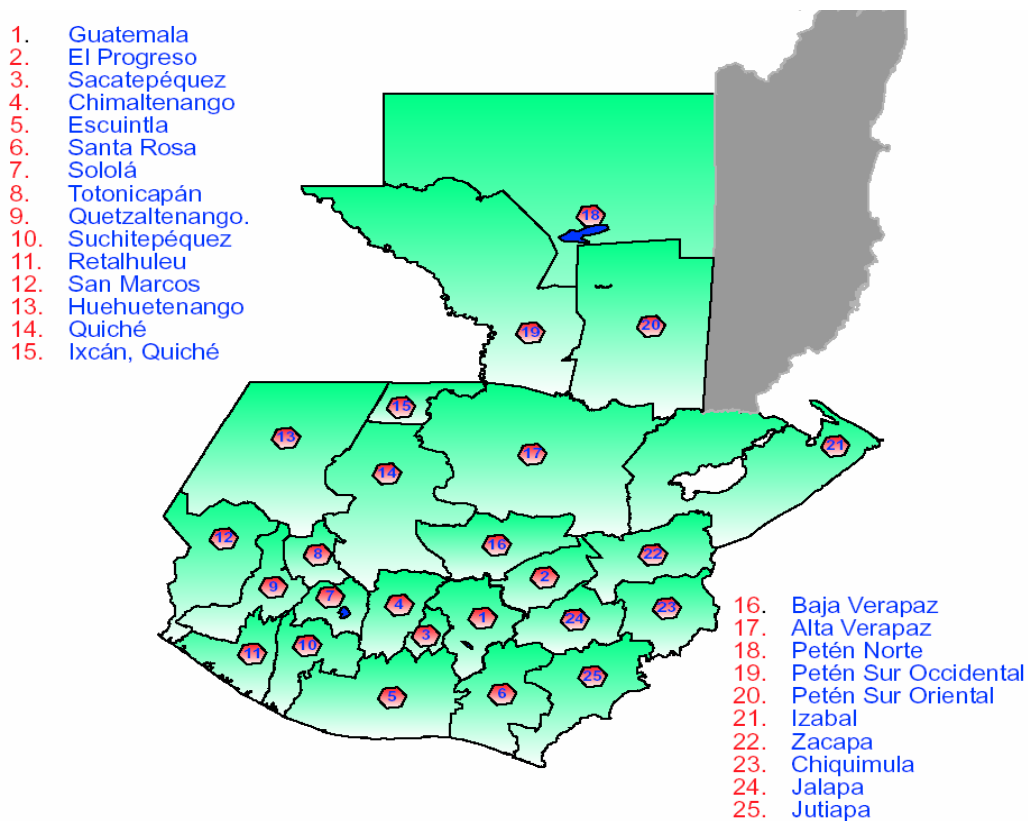 1. Guatemala
2. El Progreso
3. Sacatepéquez
4. Chimaltenango
5. Escuintla
6. Santa Rosa
7. Sololá
8. Totonicapán
9. Quetzaltenango.
10. Suchitepéquez
11. Retalhuleu
12. San Marcos
13. Huehuetenango
14. Quiché
15. Ixcán, Quiché
18
19
20
15
13
21
17
14
12
16
22
8
2
9
7
4
23
3
1
24
11
10
25
5
6
16. Baja Verapaz
17. Alta Verapaz
18. Petén Norte
19. Petén Sur Occidental
20. Petén Sur Oriental
21. Izabal
22. Zacapa
23. Chiquimula
24. Jalapa
25. Jutiapa